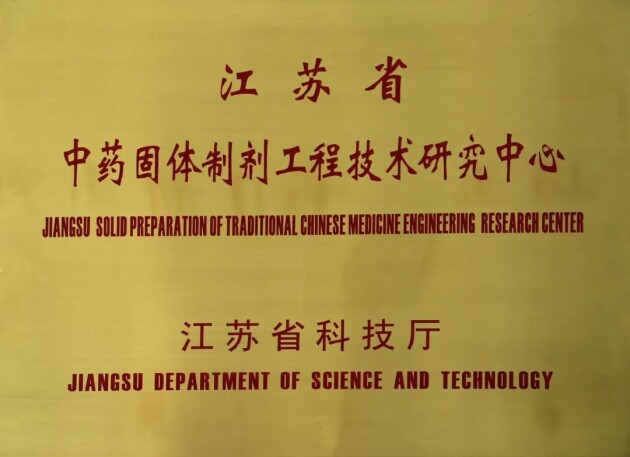 江苏省
中药固体制剂工程技术研究中心
JIANGSU SOLID PREPARATION OF TRADITIONAL CHINESE MEDICINE ENGINEERING RESEARCH CENTER
江苏省科技厅
JIANGSU DEPARTMENT OF SCIENCE AND TECHNOLOGY